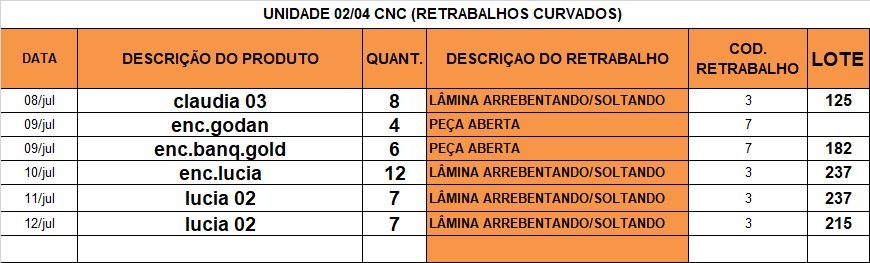 UNIDADE 02/04 CNC (RETRABALHOS CURVADOS)
DATA DESCRIÇÃO DO PRODUTO QUANT. DESCRIÇAO DO RETRABALHO COD. RETRABALHO LOTE
08/jul claudia 03 8 LÂMINA ARREBENTANDO/SOLTANDO 3 125
09/jul enc.godan 4 PEÇA ABERTA 7
09/jul enc.banq.gold 6 PEÇA ABERTA 7 182
10/jul enc.lucia 12 LÂMINA ARREBENTANDO/SOLTANDO 3 237
11/jul lucia 02 7 LÂMINA ARREBENTANDO/SOLTANDO 3 237
12/jul lucia 02 7 LÂMINA ARREBENTANDO/SOLTANDO 3 215